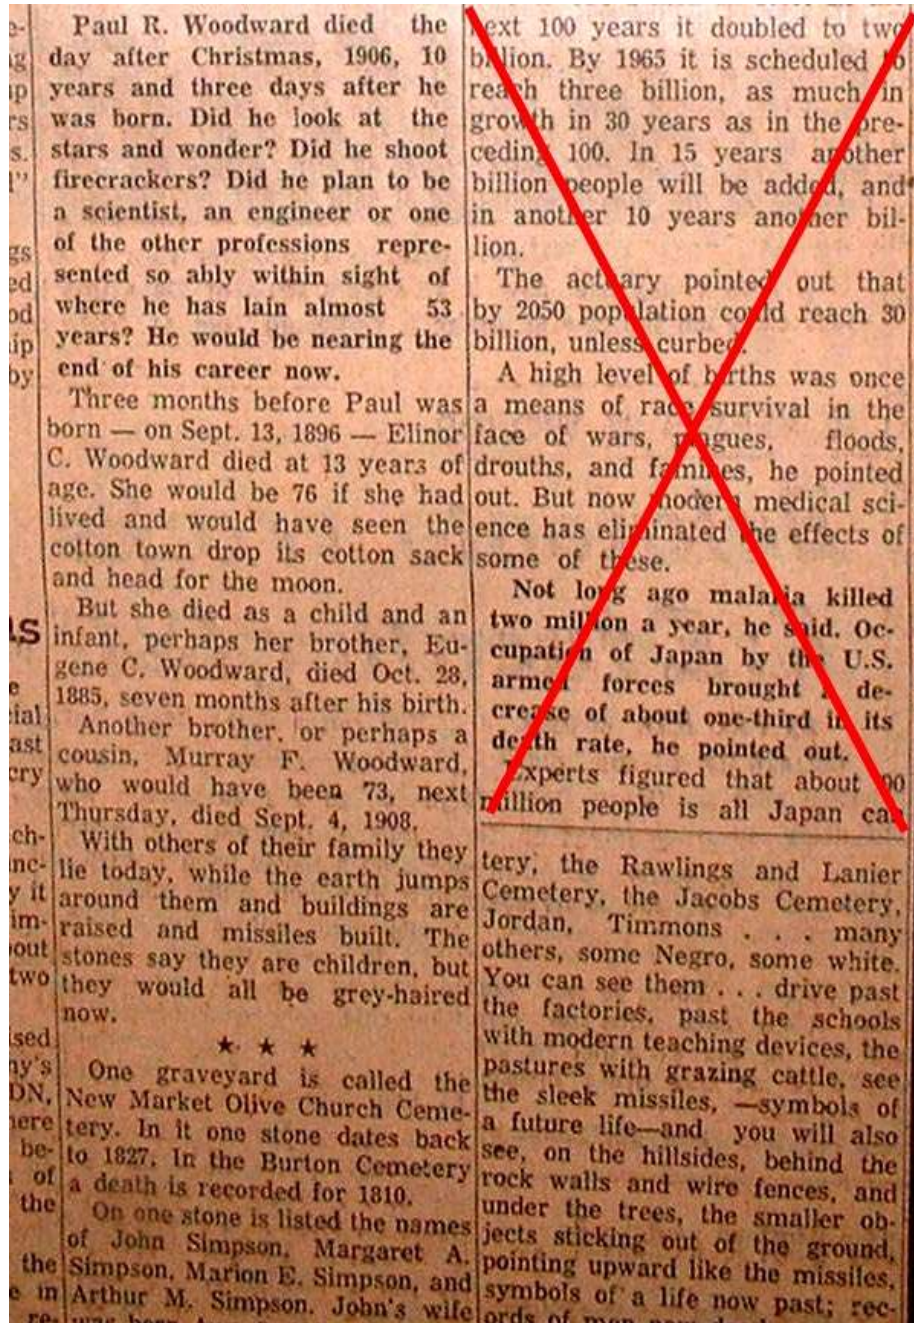 e-
s.
gs
ed
od
ip
by
e
cial
ast
cry
ch-
nc-
y it
im-
out
two
sed
ny's
DN,
here
be-
of
the
the
e in
re-
Paul R. Woodward died the
day after Christmas, 1906, 10
years and three days after he
was born. Did he look at the
stars and wonder? Did he shoot
firecrackers? Did he plan to be
a scientist, an engineer or one
of the other professions repre-
sented so ably within sight of
where he has lain almost 53
years? He would be nearing the
end of his career now.
Three months before Paul was
born — on Sept. 13, 1896 — Elinor
C. Woodward died at 13 years of
age. She would be 76 if she had
lived and would have seen the
cotton town drop its cotton sack
and head for the moon.
But she died as a child and an
infant, perhaps her brother, Eu-
gene C. Woodward, died Oct. 28,
1885, seven months after his birth.
Another brother, or perhaps a
cousin, Murray F. Woodward,
who would have been 73, next
Thursday, died Sept. 4, 1908.
With others of their family they
lie today, while the earth jumps
around them and buildings are
raised and missiles built. The
stones say they are children, but
they would all be grey-haired
now.
★ ★ ★
One graveyard is called the
New Market Olive Church Ceme-
tery. In it one stone dates back
to 1827. In the Burton Cemetery
a death is recorded for 1810.
On one stone is listed the names
of John Simpson, Margaret A.
Simpson, Marion E. Simpson, and
Arthur M. Simpson. John's wife
next 100 years it doubled to two
billion. By 1965 it is scheduled to
reach three billion, as much in
growth in 30 years as in the pre-
ceding 100. In 15 years another
billion people will be added, and
in another 10 years another bil-
lion.
The actuary pointed out that
by 2050 population could reach 30
billion, unless curbed.
A high level of births was once
a means of race survival in the
face of wars, plagues, floods,
drouths, and famines, he pointed
out. But now modern medical sci-
ence has eliminated the effects of
some of these.
Not long ago malaria killed
two million a year, he said. Oc-
cupation of Japan by the U.S.
armed forces brought a de-
crease of about one-third in its
death rate, he pointed out.
Experts figured that about
million people is all Japan can
tery, the Rawlings and Lanier
Cemetery, the Jacobs Cemetery,
Jordan, Timmons . . . many
others, some Negro, some white.
You can see them . . . drive past
the factories, past the schools
with modern teaching devices, the
pastures with grazing cattle, see
the sleek missiles, —symbols of
a future life—and you will also
see, on the hillsides, behind the
rock walls and wire fences, and
under the trees, the smaller ob-
jects sticking out of the ground,
pointing upward like the missiles,
symbols of a life now past; rec-